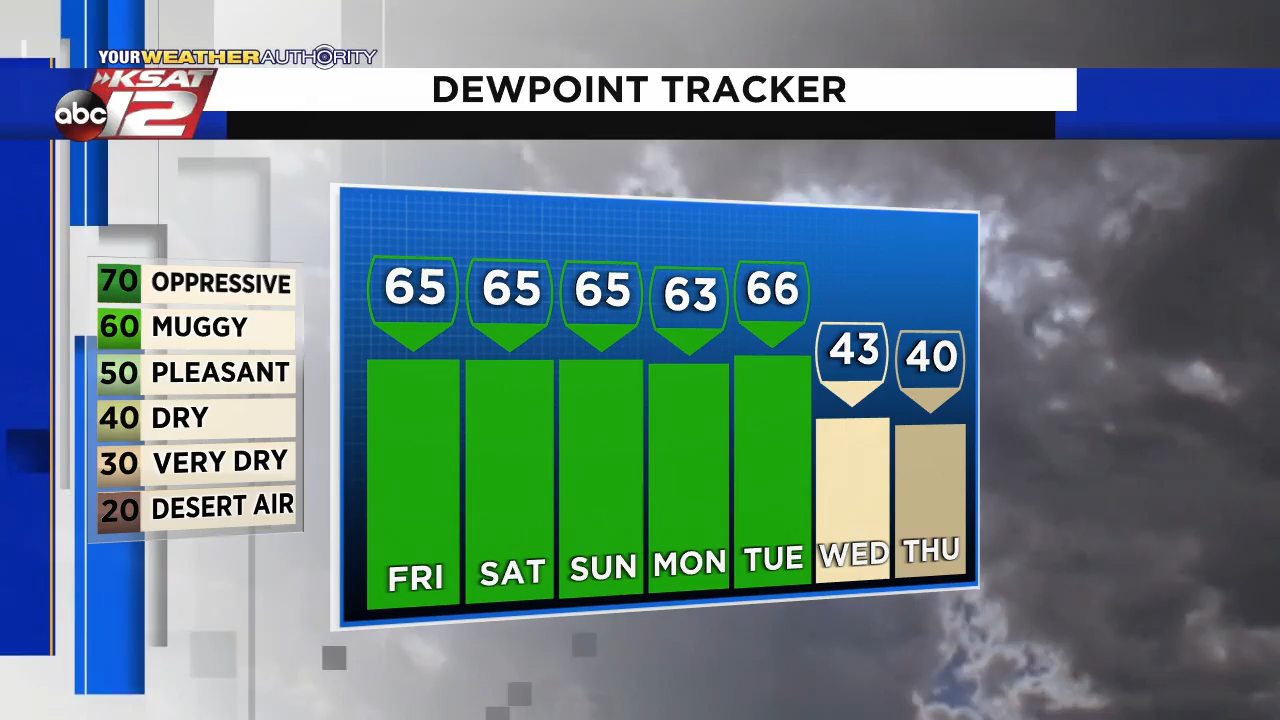 YOURWEATHERAUTHORITY
KSAT
abc 12
DEWPOINT TRACKER
70 OPPRESSIVE
60 MUGGY
50 PLEASANT
40 DRY
30 VERY DRY
20 DESERT AIR
65 65 65 63 66 43 40
FRI SAT SUN MON TUE WED THU